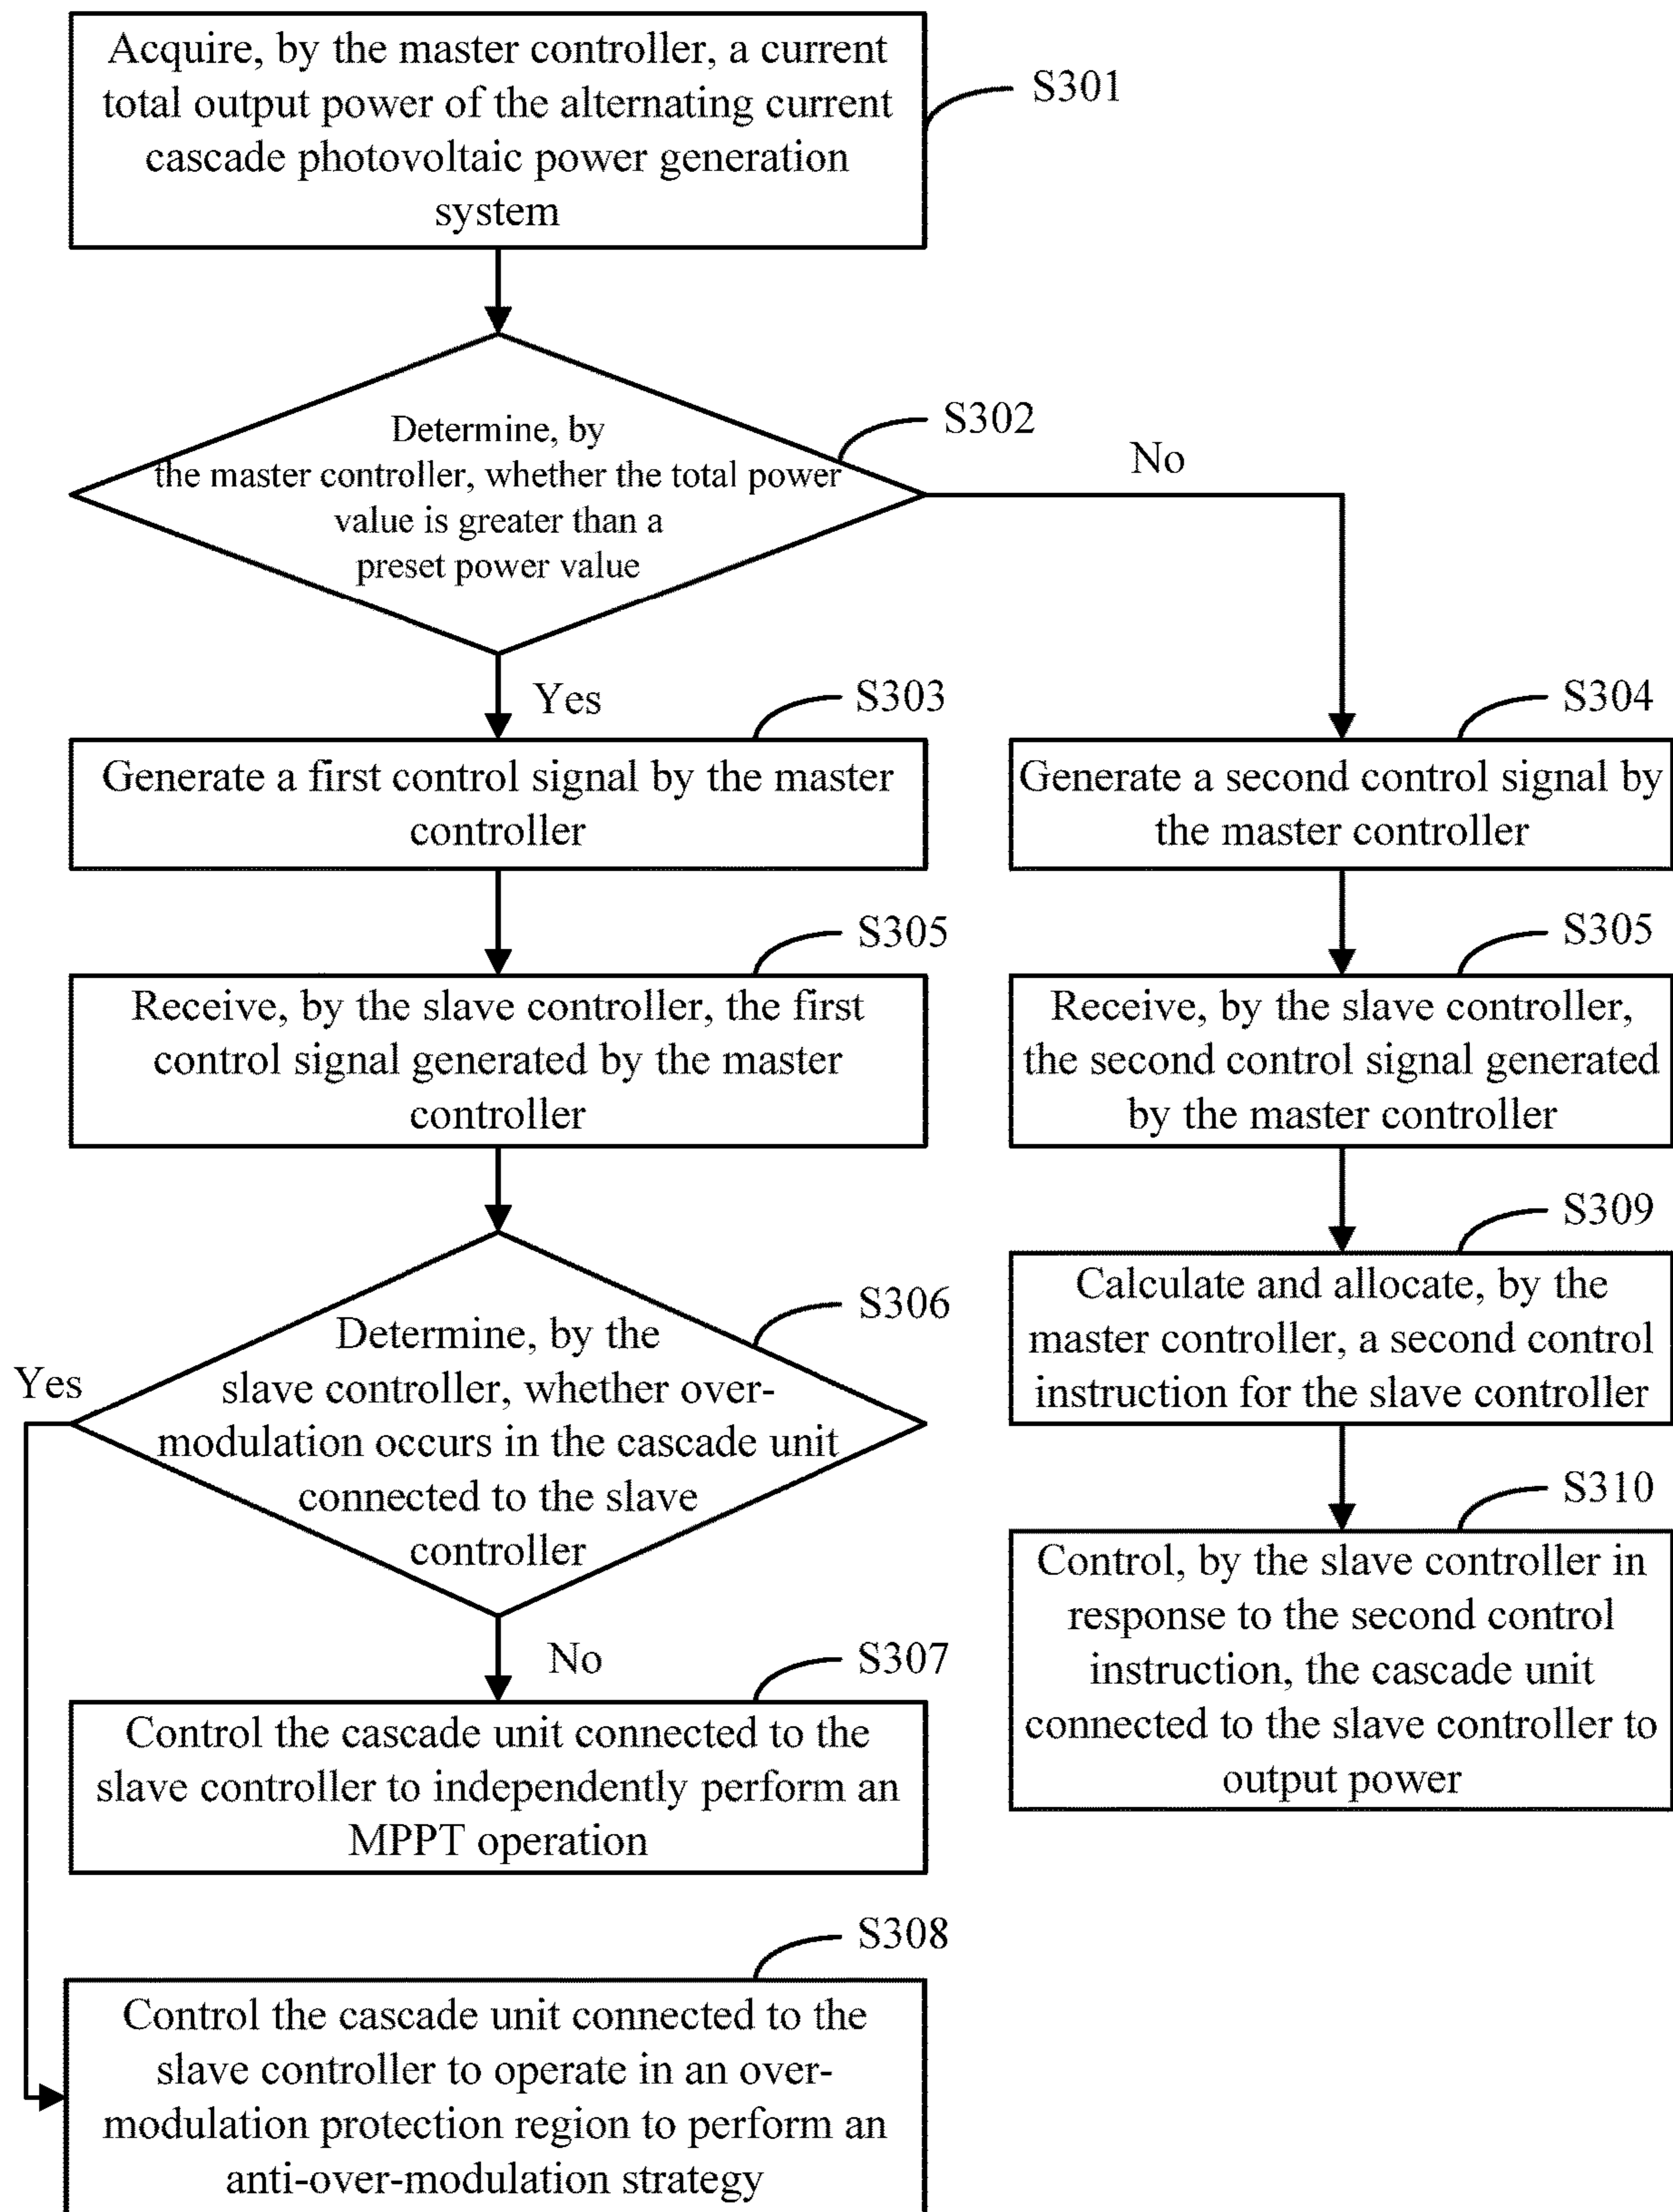 Acquire, by the master controller, a current
total output power of the alternating current
cascade photovoltaic power generation
system
S301
Determine, by
the master controller, whether the total power
value is greater than a
preset power value
S302
No
Yes
S303
Generate a first control signal by the master
controller
S304
Generate a second control signal by
the master controller
S305
Receive, by the slave controller, the first
control signal generated by the master
controller
S305
Receive, by the slave controller,
the second control signal generated
by the master controller
S306
Determine, by the
slave controller, whether over-
modulation occurs in the cascade unit
connected to the slave
controller
Yes
No
S309
Calculate and allocate, by the
master controller, a second control
instruction for the slave controller
S310
Control, by the slave controller in
response to the second control
instruction, the cascade unit
connected to the slave controller to
output power
S307
Control the cascade unit connected to the
slave controller to independently perform an
MPPT operation
S308
Control the cascade unit connected to the
slave controller to operate in an over-
modulation protection region to perform an
anti-over-modulation strategy